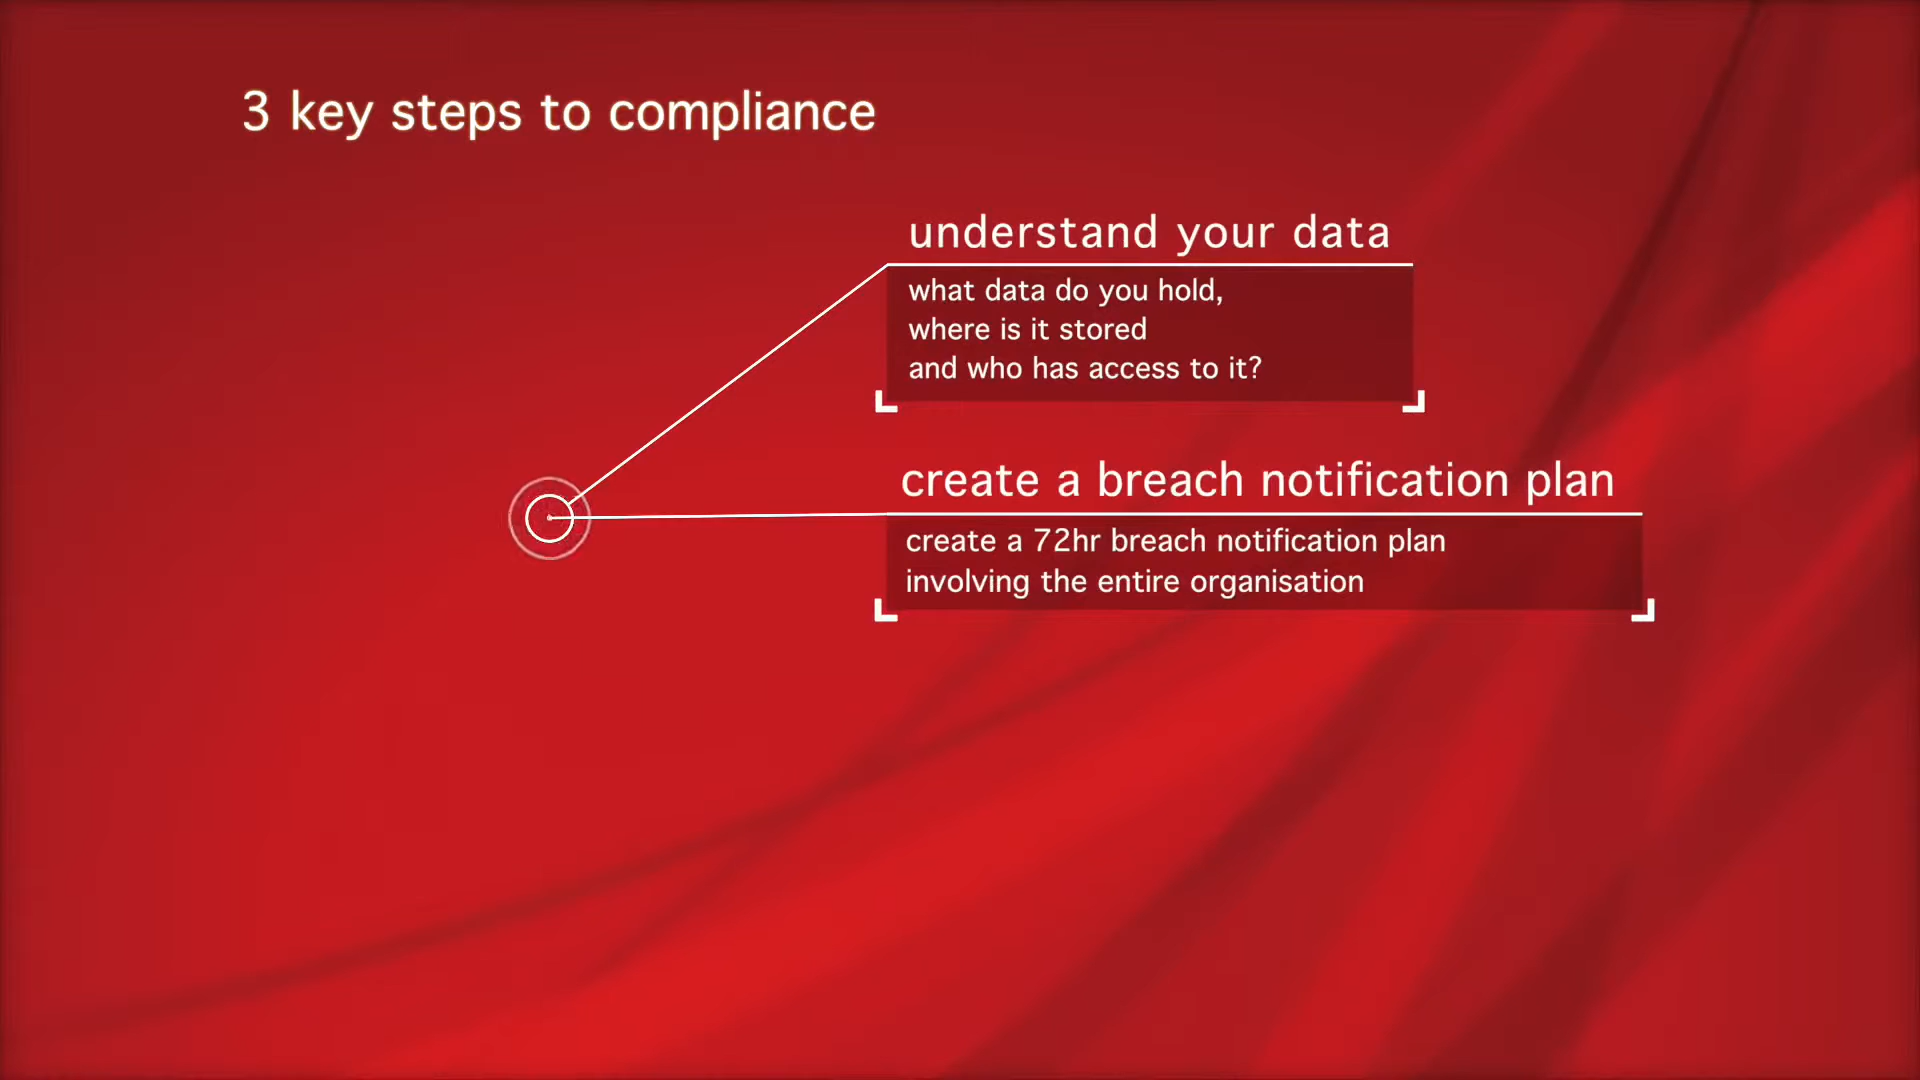 3 key steps to compliance
understand your data
what data do you hold,
where is it stored
and who has access to it?
create a breach notification plan
create a 72hr breach notification plan
involving the entire organisation